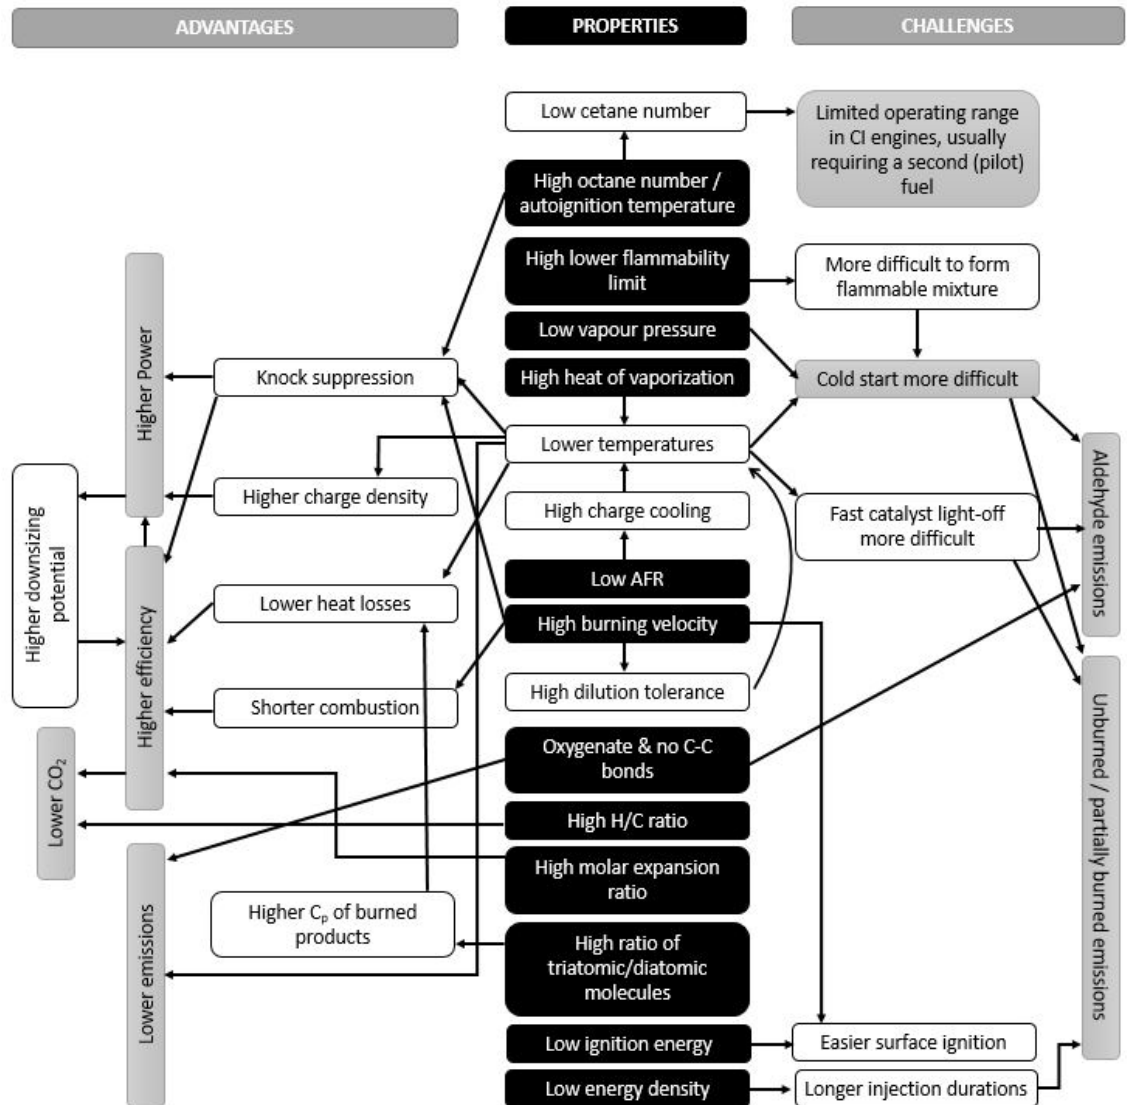 ADVANTAGES
PROPERTIES
CHALLENGES
Low cetane number
Limited operating range
in CI engines, usually
requiring a second (pilot)
fuel
High octane number /
autoignition temperature
High lower flammability
limit
More difficult to form
flammable mixture
Low vapour pressure
Higher Power
Knock suppression
High heat of vaporization
Cold start more difficult
Lower temperatures
Aldehyde emissions
Higher downsizing
potential
Higher charge density
High charge cooling
Fast catalyst light-off
more difficult
Low AFR
Higher efficiency
Lower heat losses
High burning velocity
Shorter combustion
High dilution tolerance
Unburned / partially burned emissions
Oxygenate & no C-C
bonds
Lower CO₂
High H/C ratio
High molar expansion
ratio
Lower emissions
Higher Cₚ of burned
products
High ratio of
triatomic/diatomic
molecules
Low ignition energy
Easier surface ignition
Low energy density
Longer injection durations